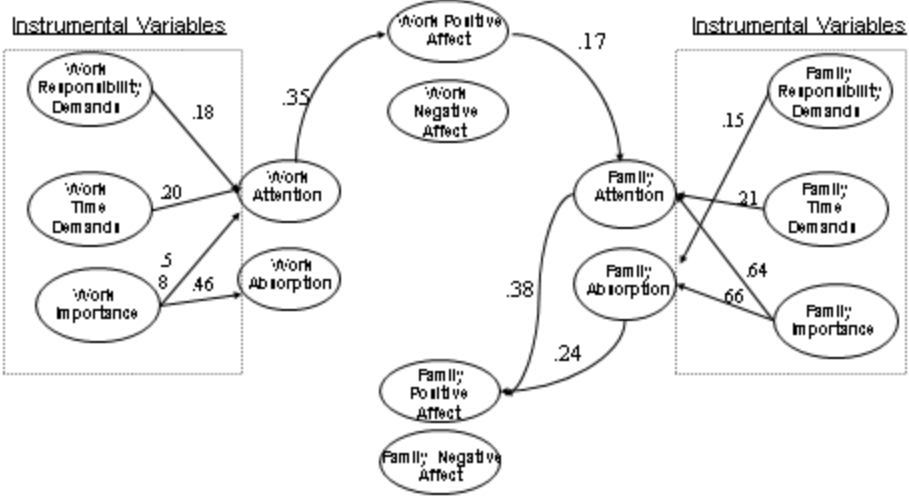 Instrumental Variables
Work
Responsibility
Demands
Work
Time
Demands
Work
Importance
.18
.20
.5
8
.46
Work
Attention
Work
Absorption
.35
Work Positive
Affect
Work
Negative
Affect
.17
Family
Attention
Family
Absorption
.38
.24
Family
Positive
Affect
Family Negative
Affect
Instrumental Variables
Family
Responsibility
Demands
Family
Time
Demands
Family
Importance
.15
.21
.64
.66